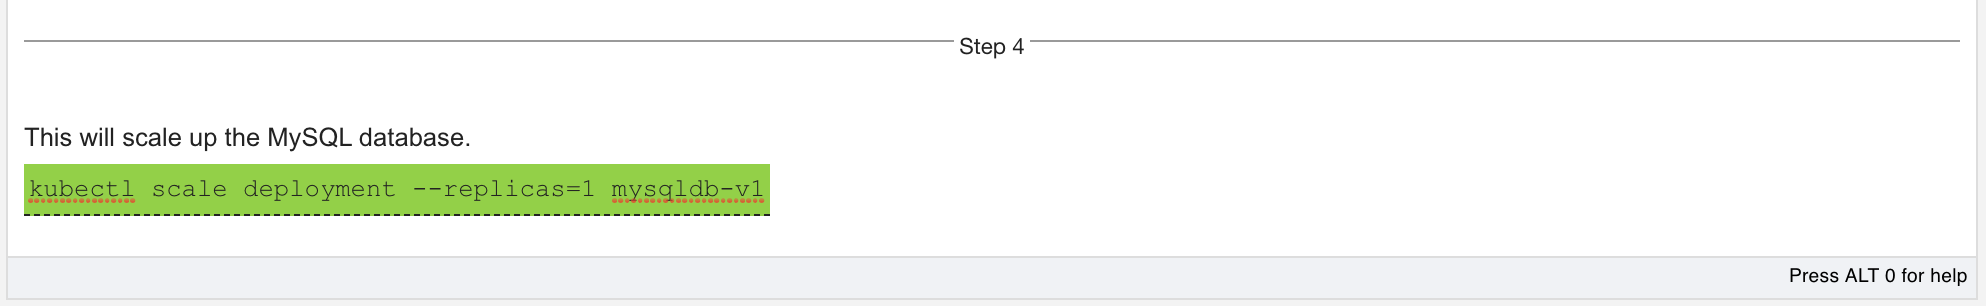 Step 4
This will scale up the MySQL database.
kubectl scale deployment --replicas=1 mysqldb-v1
Press ALT 0 for help